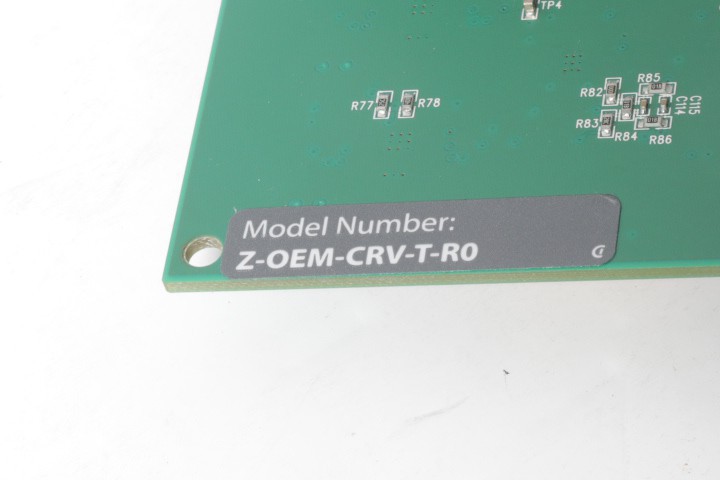 TP4
R77
R78
R82
R85
R83
R84
R86
C114
C115
Model Number:
Z-OEM-CRV-T-R0